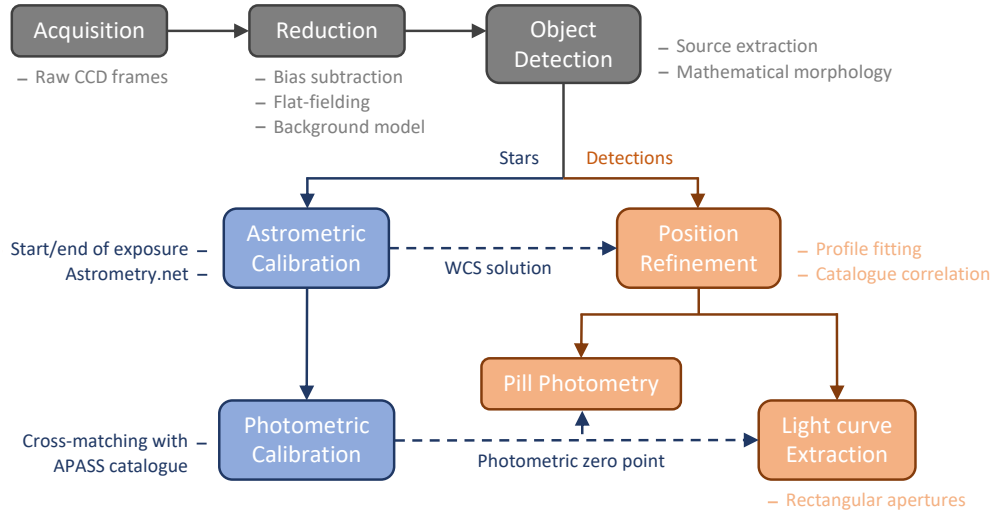 Acquisition
– Raw CCD frames
Reduction
– Bias subtraction
– Flat-fielding
– Background model
Object
Detection
– Source extraction
– Mathematical morphology
Stars
Detections
Astrometric
Calibration
Start/end of exposure –
Astrometry.net –
WCS solution
Position
Refinement
– Profile fitting
– Catalogue correlation
Pill Photometry
Photometric
Calibration
Cross-matching with –
APASS catalogue
Photometric zero point
Light curve
Extraction
– Rectangular apertures